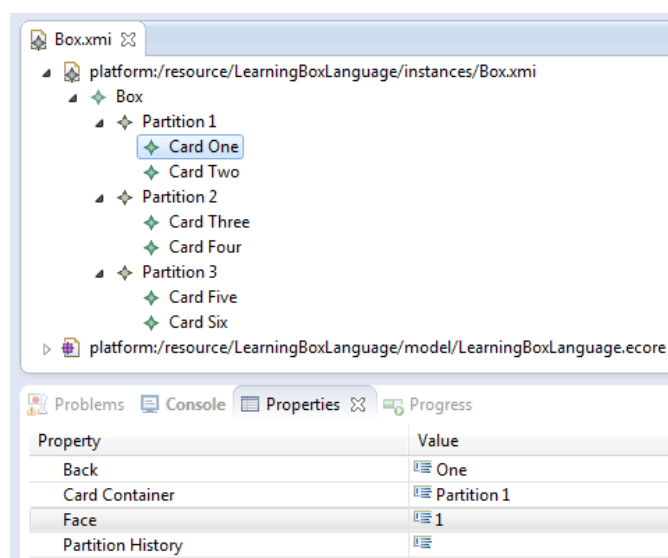 Box.xmi
platform:/resource/LearningBoxLanguage/instances/Box.xmi
Box
Partition 1
Card One
Card Two
Partition 2
Card Three
Card Four
Partition 3
Card Five
Card Six
platform:/resource/LearningBoxLanguage/model/LearningBoxLanguage.ecore
Problems Console Properties Progress
Property Value
Back One
Card Container Partition 1
Face 1
Partition History